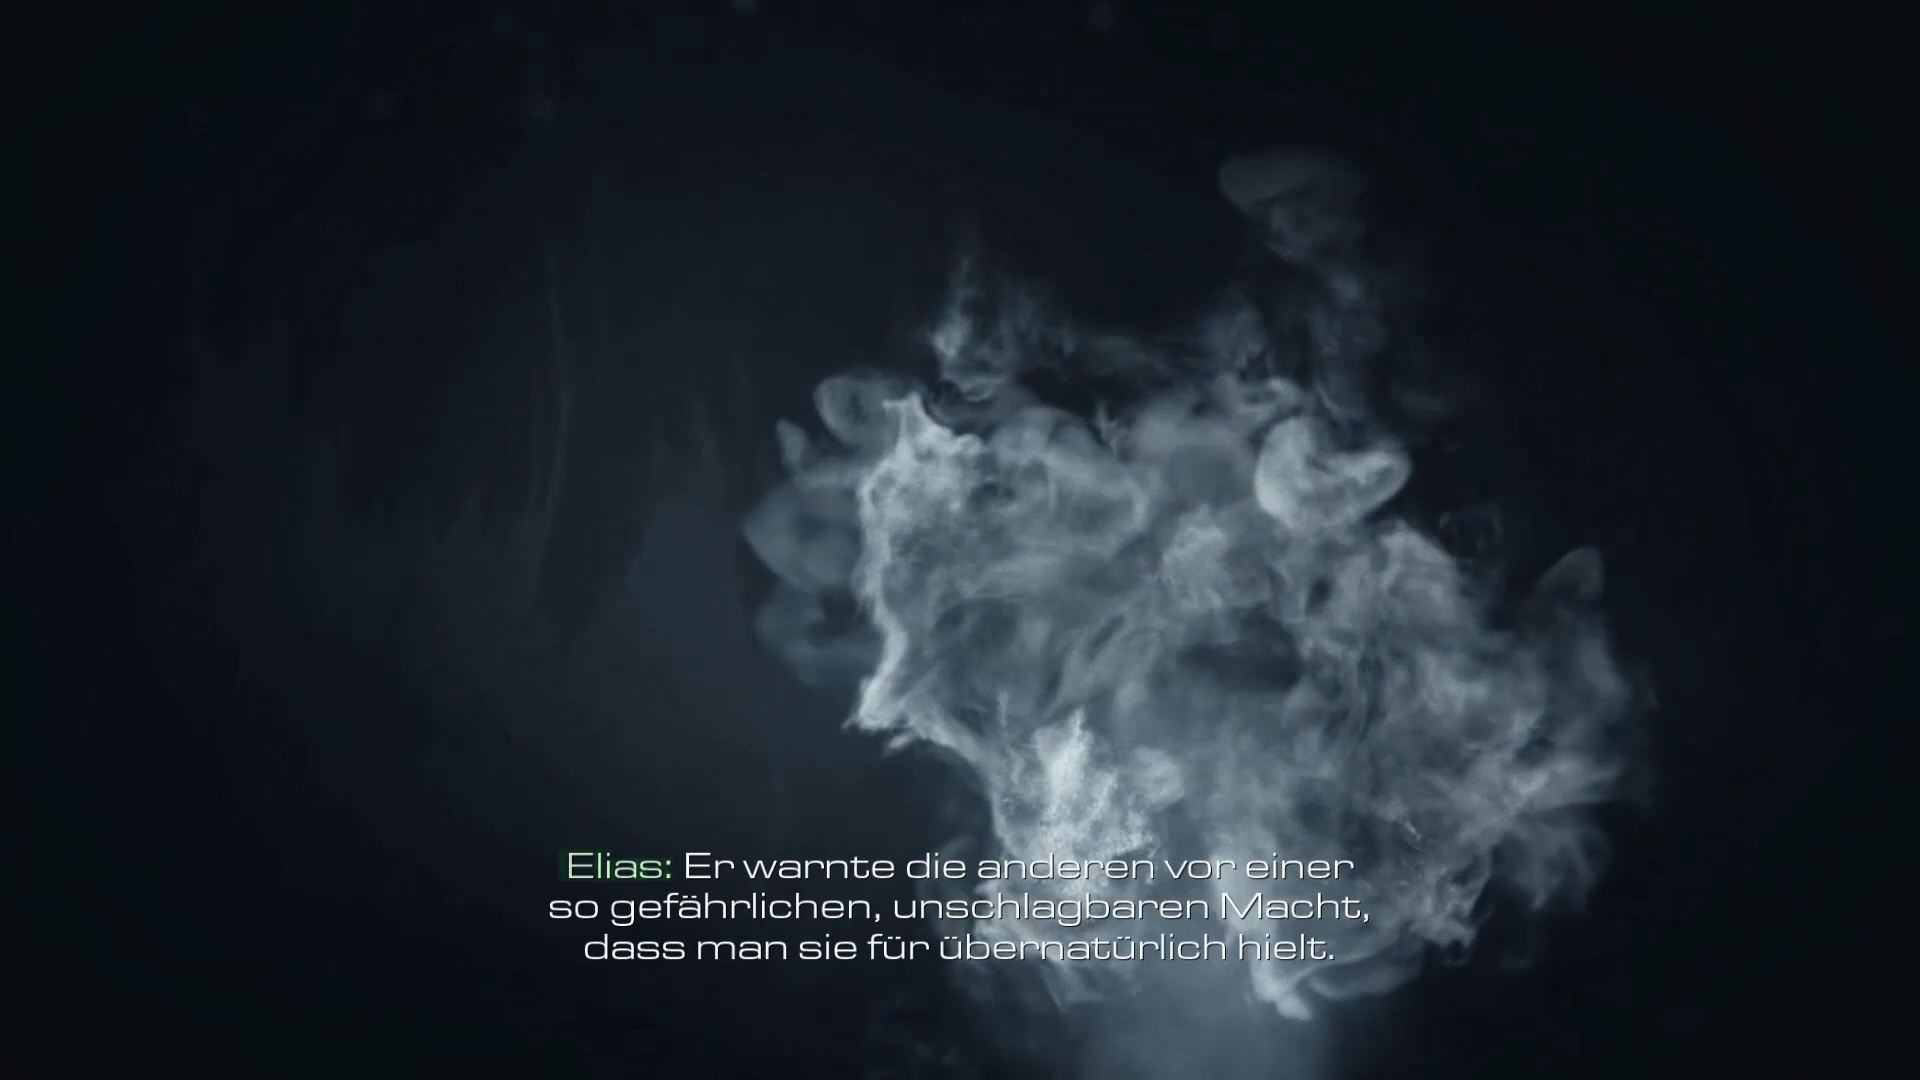 Elias: Er warnte die anderen vor einer
so gefährlichen, unschlagbaren Macht,
dass man sie für übernatürlich hielt.